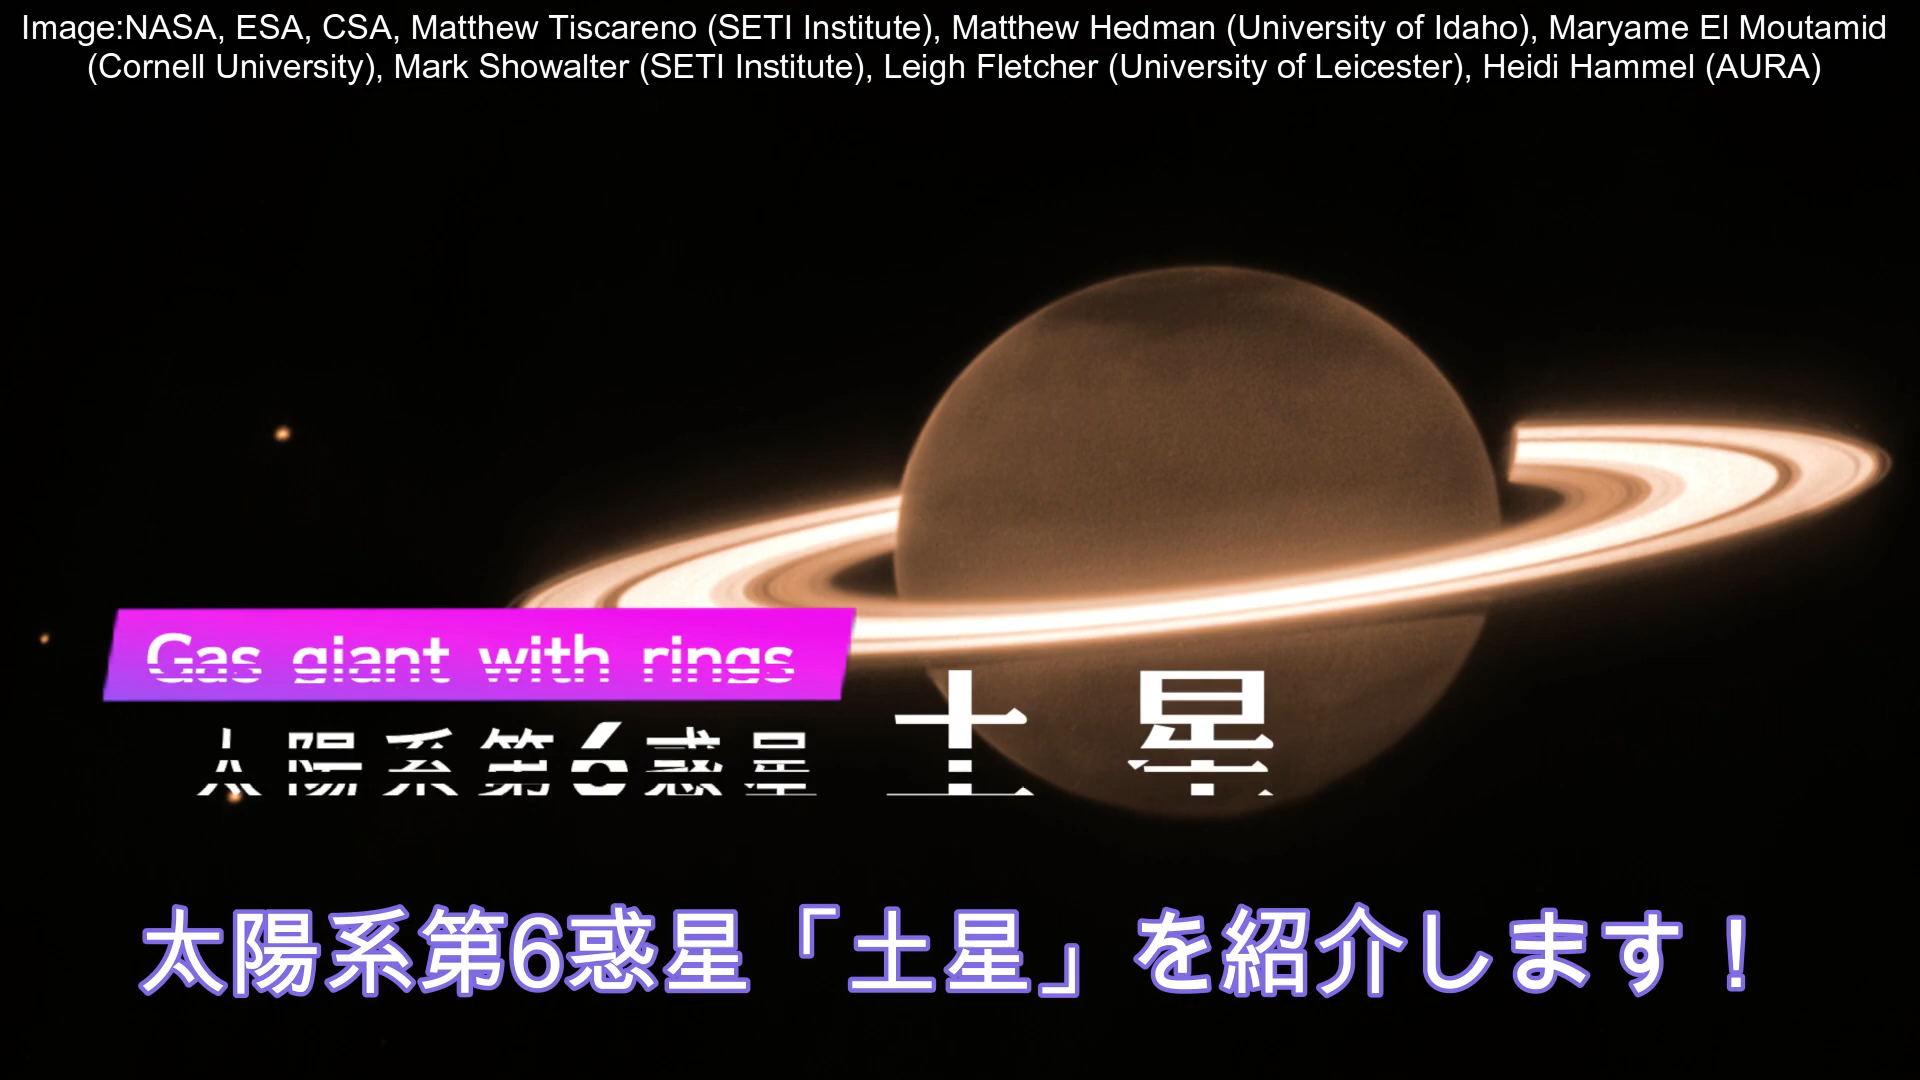 Image:NASA, ESA, CSA, Matthew Tiscareno (SETI Institute), Matthew Hedman (University of Idaho), Maryame El Moutamid
(Cornell University), Mark Showalter (SETI Institute), Leigh Fletcher (University of Leicester), Heidi Hammel (AURA)
Gas giant with rings
太陽系第6惑星 土星
太陽系第6惑星「土星」を紹介します！